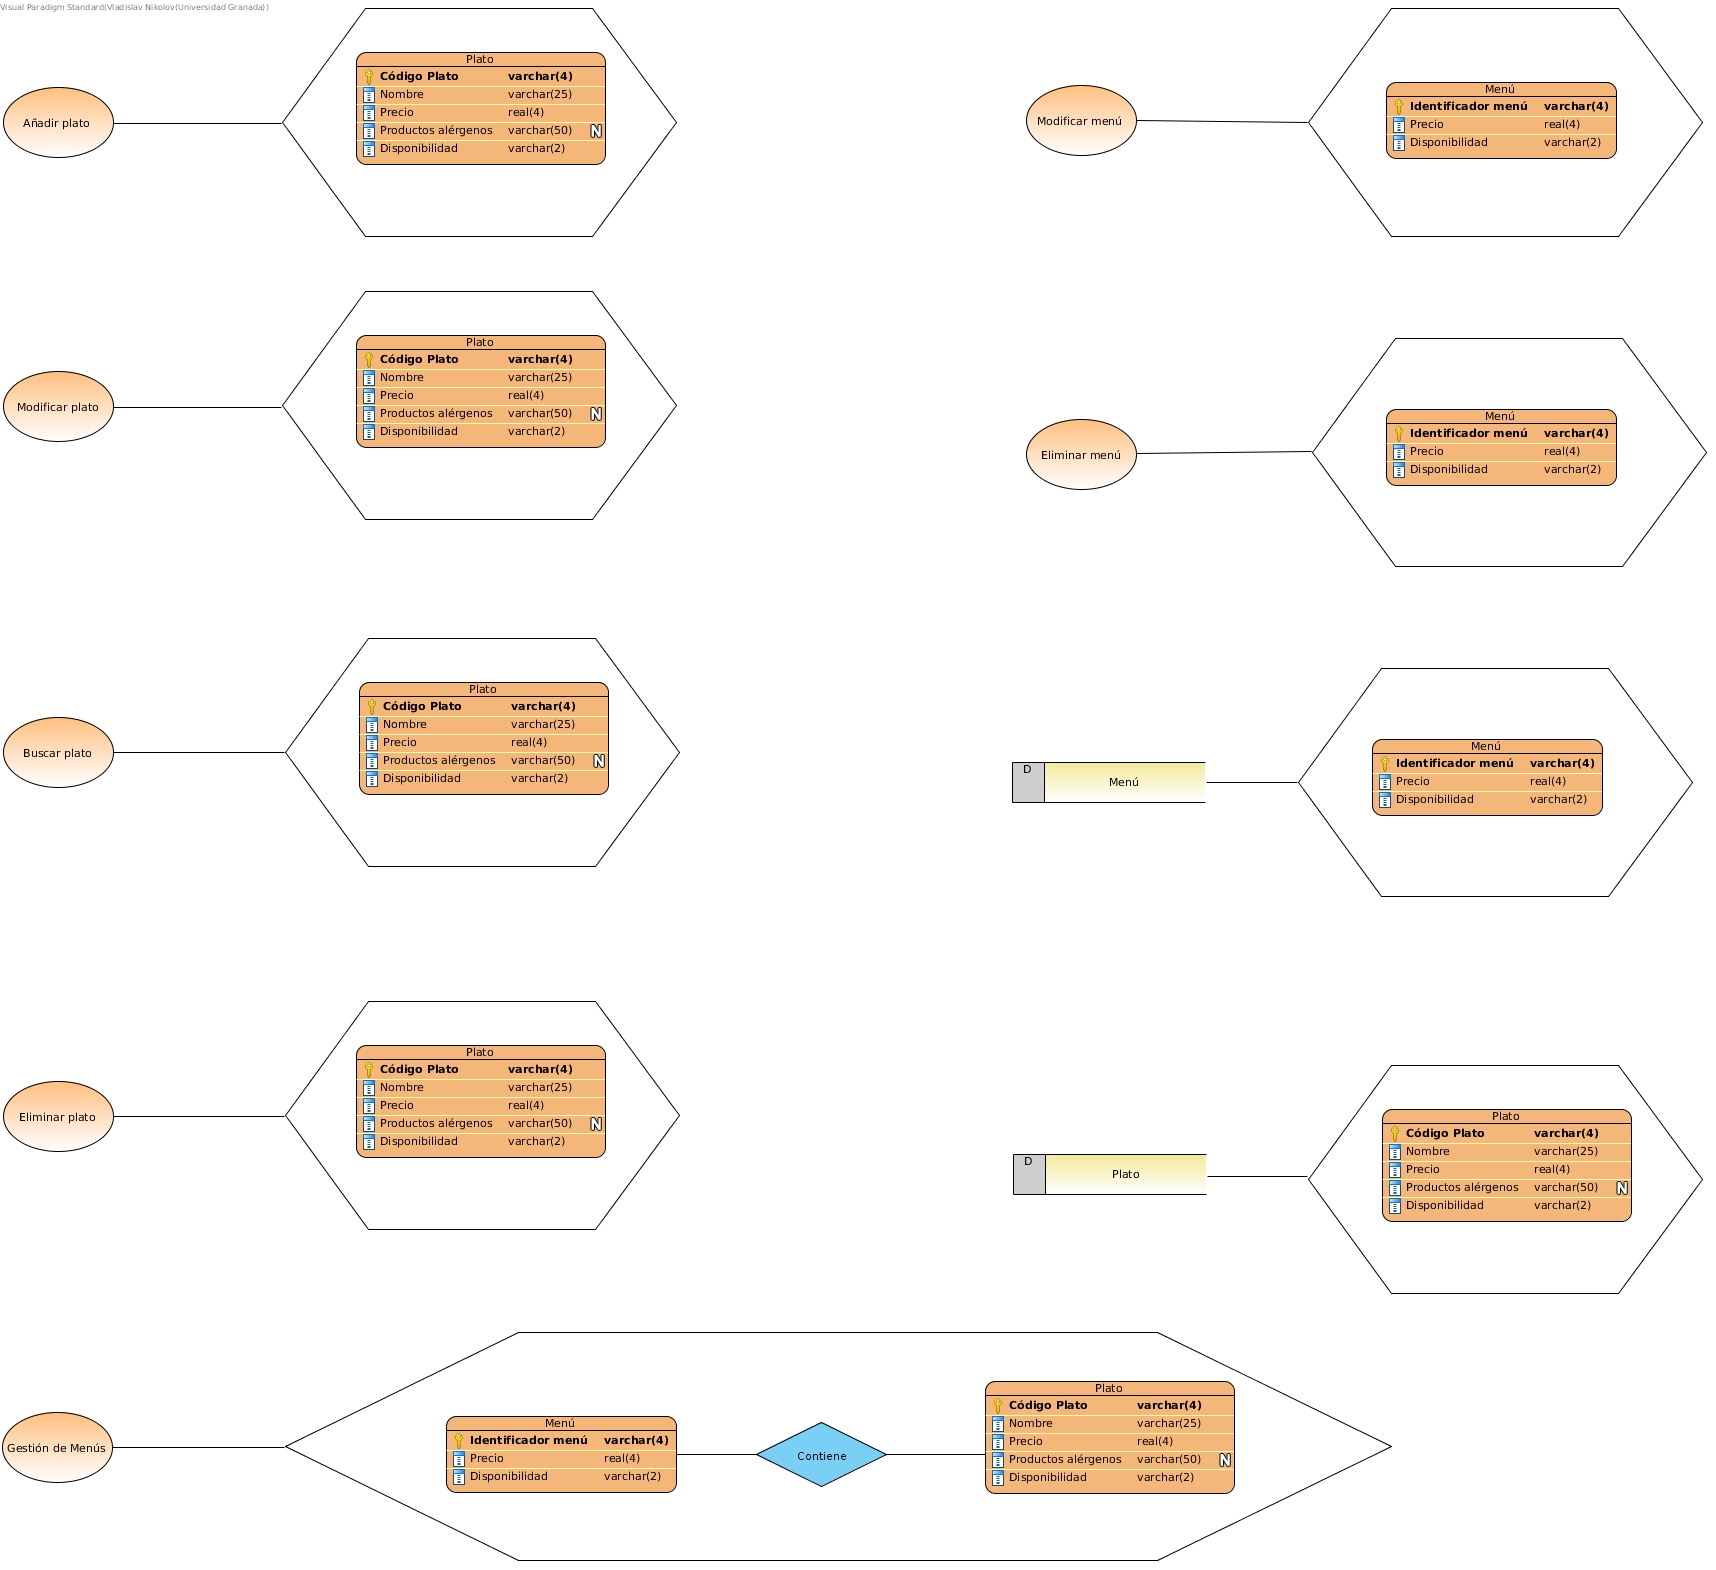 Visual Paradigm Standard(Vladislav Nikolov(Universidad Granada))
Añadir plato
Plato
Código Plato varchar(4)
Nombre varchar(25)
Precio real(4)
Productos alérgenos varchar(50) N
Disponibilidad varchar(2)
Modificar menú
Menú
Identificador menú varchar(4)
Precio real(4)
Disponibilidad varchar(2)
Modificar plato
Plato
Código Plato varchar(4)
Nombre varchar(25)
Precio real(4)
Productos alérgenos varchar(50) N
Disponibilidad varchar(2)
Eliminar menú
Menú
Identificador menú varchar(4)
Precio real(4)
Disponibilidad varchar(2)
Buscar plato
Plato
Código Plato varchar(4)
Nombre varchar(25)
Precio real(4)
Productos alérgenos varchar(50) N
Disponibilidad varchar(2)
D
Menú
Menú
Identificador menú varchar(4)
Precio real(4)
Disponibilidad varchar(2)
Eliminar plato
Plato
Código Plato varchar(4)
Nombre varchar(25)
Precio real(4)
Productos alérgenos varchar(50) N
Disponibilidad varchar(2)
D
Plato
Plato
Código Plato varchar(4)
Nombre varchar(25)
Precio real(4)
Productos alérgenos varchar(50) N
Disponibilidad varchar(2)
Gestión de Menús
Menú
Identificador menú varchar(4)
Precio real(4)
Disponibilidad varchar(2)
Contiene
Plato
Código Plato varchar(4)
Nombre varchar(25)
Precio real(4)
Productos alérgenos varchar(50) N
Disponibilidad varchar(2)